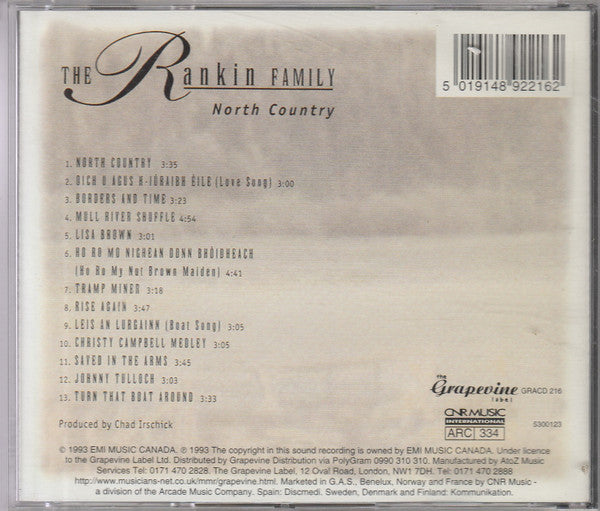 THE Rankin FAMILY
North Country
5 019148 922162
1. NORTH COUNTRY 3:35
2. OICH U AGUS H-IÙRAIBH ÉILE (Love Song) 3:00
3. BORDERS AND TIME 3:23
4. MULL RIVER SHUFFLE 4:54
5. LISA BROWN 3:01
6. HO RO MO NIGHEAN DONN BHÒIDHEACH
(Ho Ro My Nut Brown Maiden) 4:41
7. TRAMP MINER 3:18
8. RISE AGAIN 3:47
9. LEIS AN LURGAINN (Boat Song) 3:05
10. CHRISTY CAMPBELL MEDLEY 3:05
11. SAVED IN THE ARMS 3:45
12. JOHNNY TULLOCH 3:03
13. TURN THAT BOAT AROUND 3:33
Produced by Chad Irschick
the Grapevine label GRACD 216
CNR MUSIC
INTERNATIONAL
ARC 334
5300123
© 1993 EMI MUSIC CANADA. ℗ 1993 The copyright in this sound recording is owned by EMI MUSIC CANADA. Under licence
to the Grapevine Label Ltd. Distributed by Grapevine Distribution via PolyGram 0990 310 310. Manufactured by AtoZ Music
Services Tel: 0171 470 2828. The Grapevine Label, 12 Oval Road, London, NW1 7DH. Tel: 0171 470 2888
http://www.musicians-net.co.uk/mmr/grapevine.html. Marketed in G.A.S.. Benelux, Norway and France by CNR Music -
a division of the Arcade Music Company. Spain: Discmedi. Sweden, Denmark and Finland: Kommunikation.